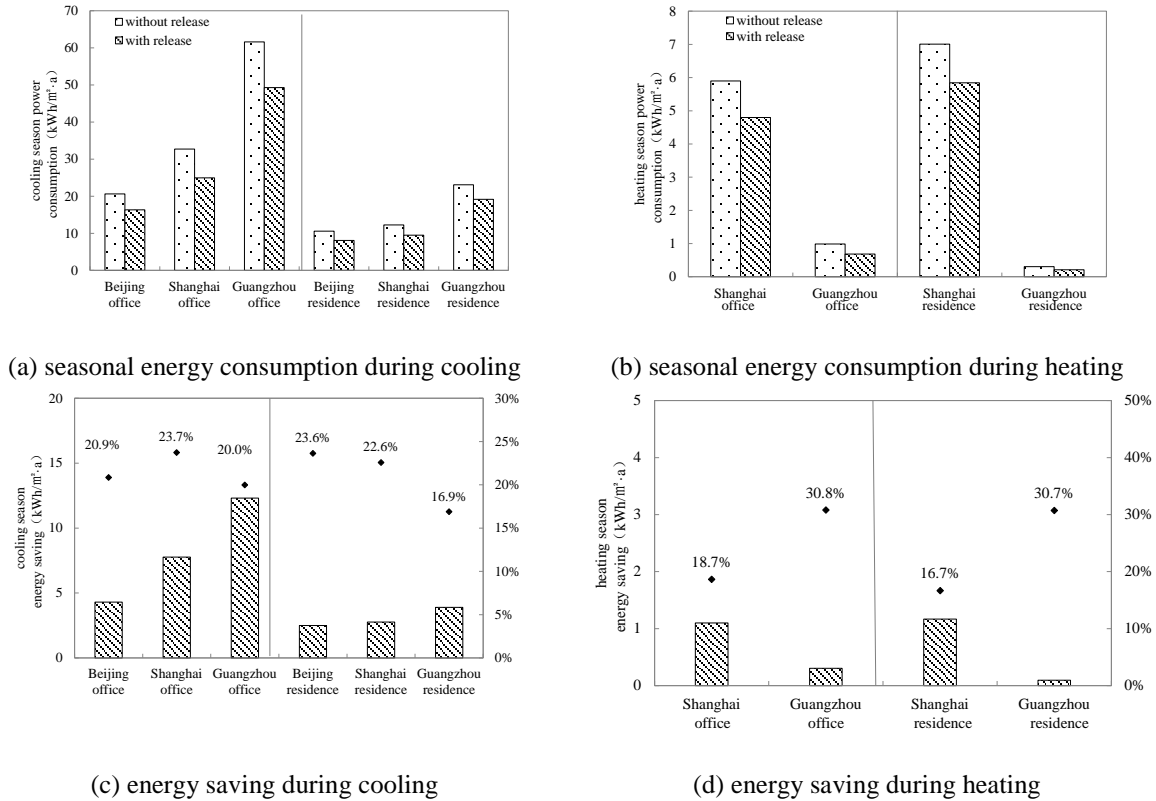 cooling season power
consumption（kWh/㎡·a）
70
60
50
40
30
20
10
0
without release
with release
Beijing office
Shanghai office
Guangzhou office
Beijing residence
Shanghai residence
Guangzhou residence
heating season power
consumption（kWh/㎡·a）
8
7
6
5
4
3
2
1
0
without release
with release
Shanghai office
Guangzhou office
Shanghai residence
Guangzhou residence
(a) seasonal energy consumption during cooling
(b) seasonal energy consumption during heating
cooling season
energy saving（kWh/㎡·a）
20
15
10
5
0
20.9%
23.7%
20.0%
23.6%
22.6%
16.9%
30%
25%
20%
15%
10%
5%
0%
Beijing office
Shanghai office
Guangzhou office
Beijing residence
Shanghai residence
Guangzhou residence
heating season
energy saving（kWh/㎡·a）
5
4
3
2
1
0
18.7%
30.8%
16.7%
30.7%
50%
40%
30%
20%
10%
0%
Shanghai office
Guangzhou office
Shanghai residence
Guangzhou residence
(c) energy saving during cooling
(d) energy saving during heating